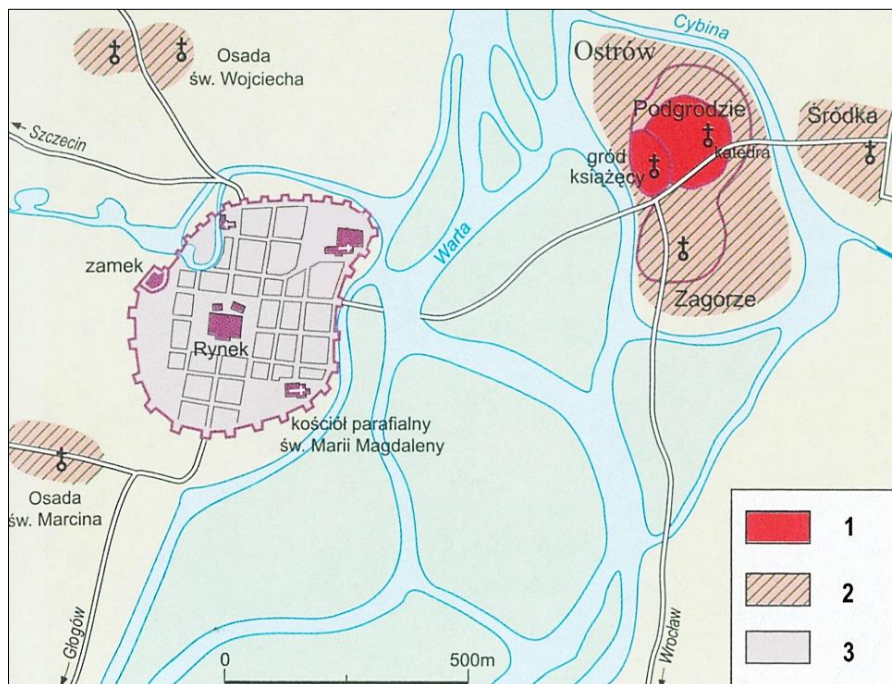 Cybina
Ostrów
Osada
św. Wojciecha
Podgrodzie
Śródka
Szczecin
katedra
gród
książęcy
Warta
zamek
Zagórze
Rynek
kościół parafialny
św. Marii Magdaleny
Osada
św. Marcina
Głogów
Wrocław
0 500m
1
2
3